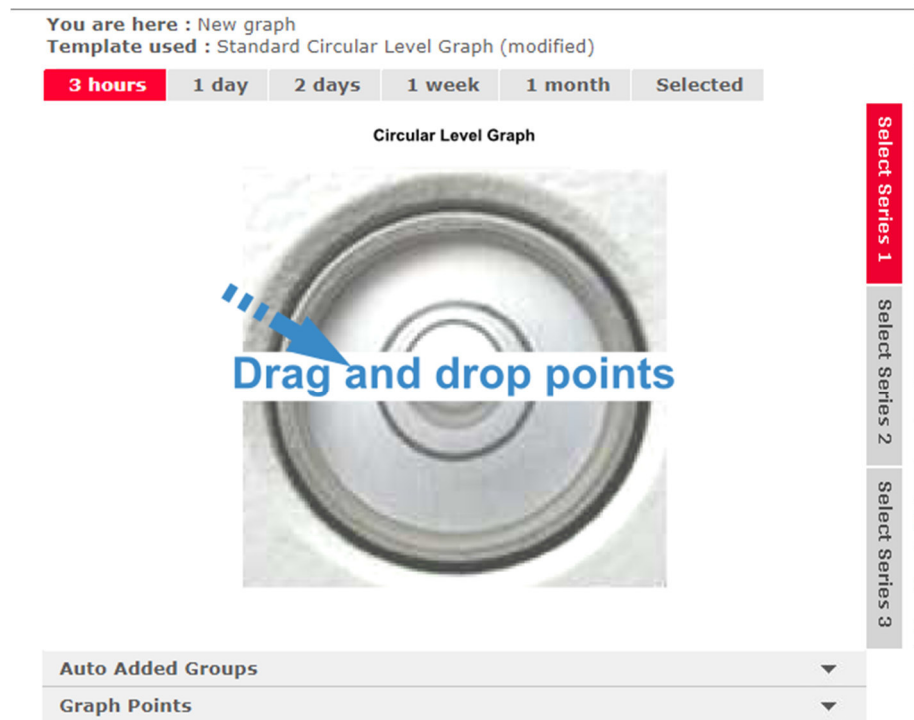 You are here : New graph
Template used : Standard Circular Level Graph (modified)
3 hours 1 day 2 days 1 week 1 month Selected
Circular Level Graph
Drag and drop points
Select Series 1
Select Series 2
Select Series 3
Auto Added Groups
Graph Points